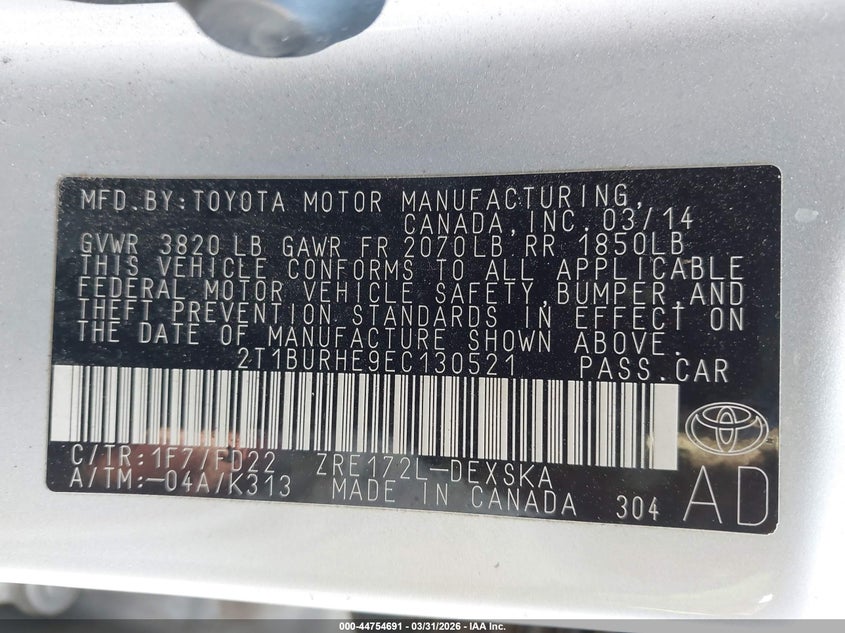 MFD.BY:TOYOTA MOTOR MANUFACTURING,
CANADA,INC. 03/14
GVWR 3820 LB GAWR FR 2070LB RR 1850LB
THIS VEHICLE CONFORMS TO ALL APPLICABLE
FEDERAL MOTOR VEHICLE SAFETY,BUMPER,AND
THEFT PREVENTION STANDARDS IN EFFECT ON
THE DATE OF MANUFACTURE SHOWN ABOVE.
2T1BURHE9EC130521 PASS.CAR
C/TR:1F7/FD22 ZRE172L-DEXSKA
A/TM:-04A/K313 MADE IN CANADA 304 AD
000-44754691 - 03/31/2026 - IAA Inc.